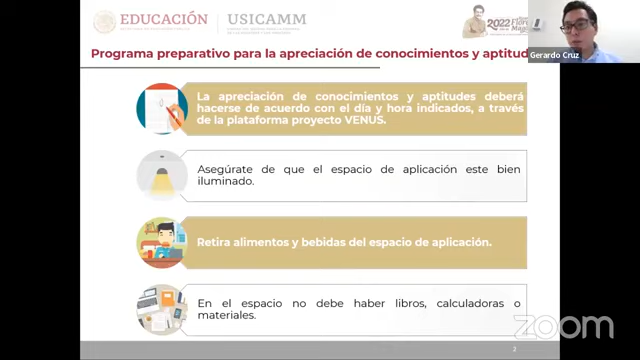 EDUCACIÓN
USICAMM
2022 Flores
Gerardo Cruz
Programa preparativo para la apreciación de conocimientos y aptitud
La apreciación de conocimientos y aptitudes deberá
hacerse de acuerdo con el día y hora indicados, a través
de la plataforma proyecto VENUS.
Asegúrate de que el espacio de aplicación este bien
iluminado.
Retira alimentos y bebidas del espacio de aplicación.
En el espacio no debe haber libros, calculadoras o
materiales.
zoom
2